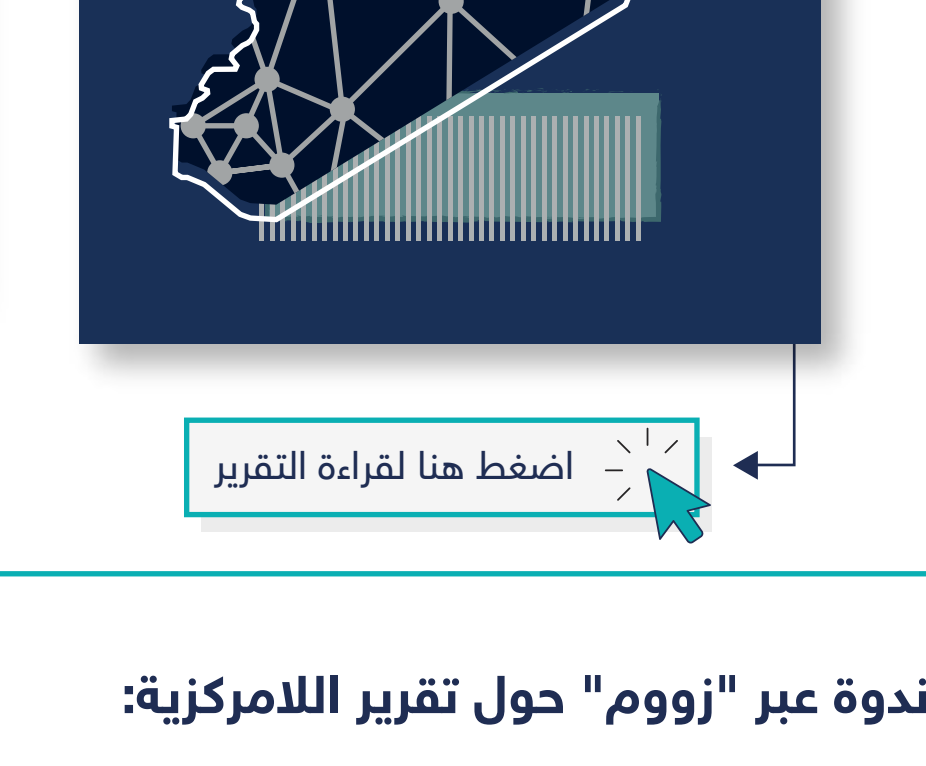 اضغط هنا لقراءة التقرير
ندوة عبر "زووم" حول تقرير اللامركزية: